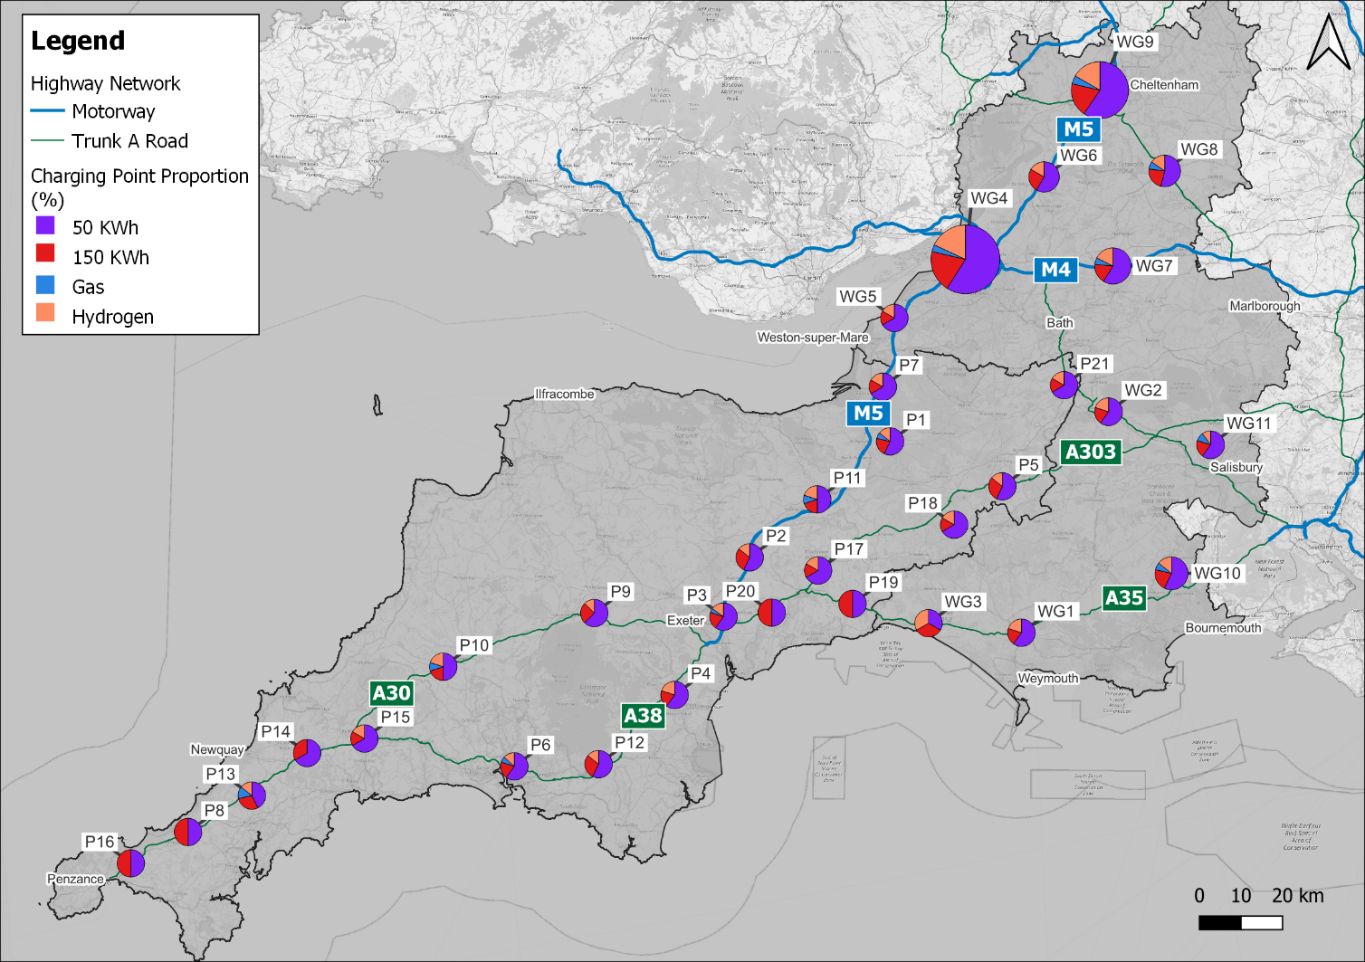 Legend
Highway Network
Motorway
Trunk A Road
Charging Point Proportion
(%)
50 KWh
150 KWh
Gas
Hydrogen
WG9
Cheltenham
M5
WG6
WG8
WG4
M4
WG7
WG5
Marlborough
Weston-super-Mare
Bath
P7
P21
Ilfracombe
WG2
M5
P1
WG11
A303
P5
Salisbury
P11
P18
P2
P17
P19
WG10
P9
P3
P20
WG3
A35
WG1
Exeter
Bournemouth
P10
P4
Weymouth
A30
A38
P15
P14
Newquay
P6
P12
P13
P8
P16
Penzance
0 10 20 km